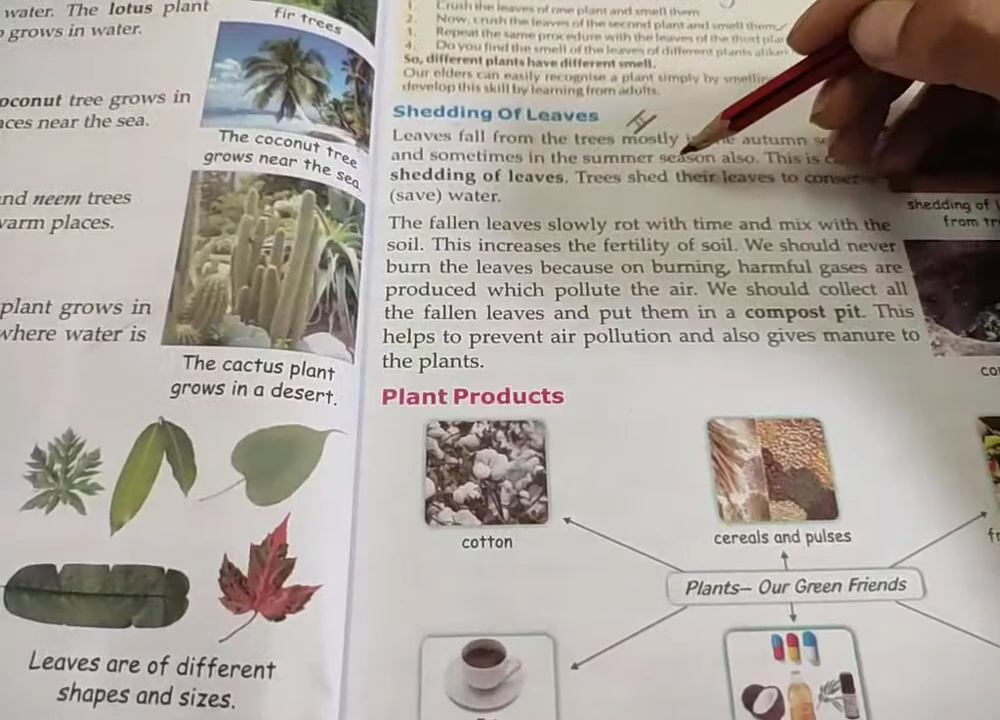 water. The lotus plant
grows in water.
fir trees
oconut tree grows in
aces near the sea.
The coconut tree
grows near the sea.
nd neem trees
warm places.
plant grows in
where water is
The cactus plant
grows in a desert.
Leaves are of different
shapes and sizes.
1. Crush the leaves of one plant and smell them.
2. Now, crush the leaves of the second plant and smell them.
3. Repeat the same procedure with the leaves of the third
4. Do you find the smell of the leaves of different plants
So, different plants have different smell.
Our elders can easily recognise a plant simply by
develop this skill by learning from adults.
Shedding Of Leaves
Leaves fall from the trees mostly autumn
and sometimes in the summer season also. This is
shedding of leaves. Trees shed their leaves to
(save) water.
The fallen leaves slowly rot with time and mix with the
soil. This increases the fertility of soil. We should never
burn the leaves because on burning, harmful gases are
produced which pollute the air. We should collect all
the fallen leaves and put them in a compost pit. This
helps to prevent air pollution and also gives manure to
the plants.
shedding of
from
Plant Products
cotton
cereals and pulses
Plants– Our Green Friends